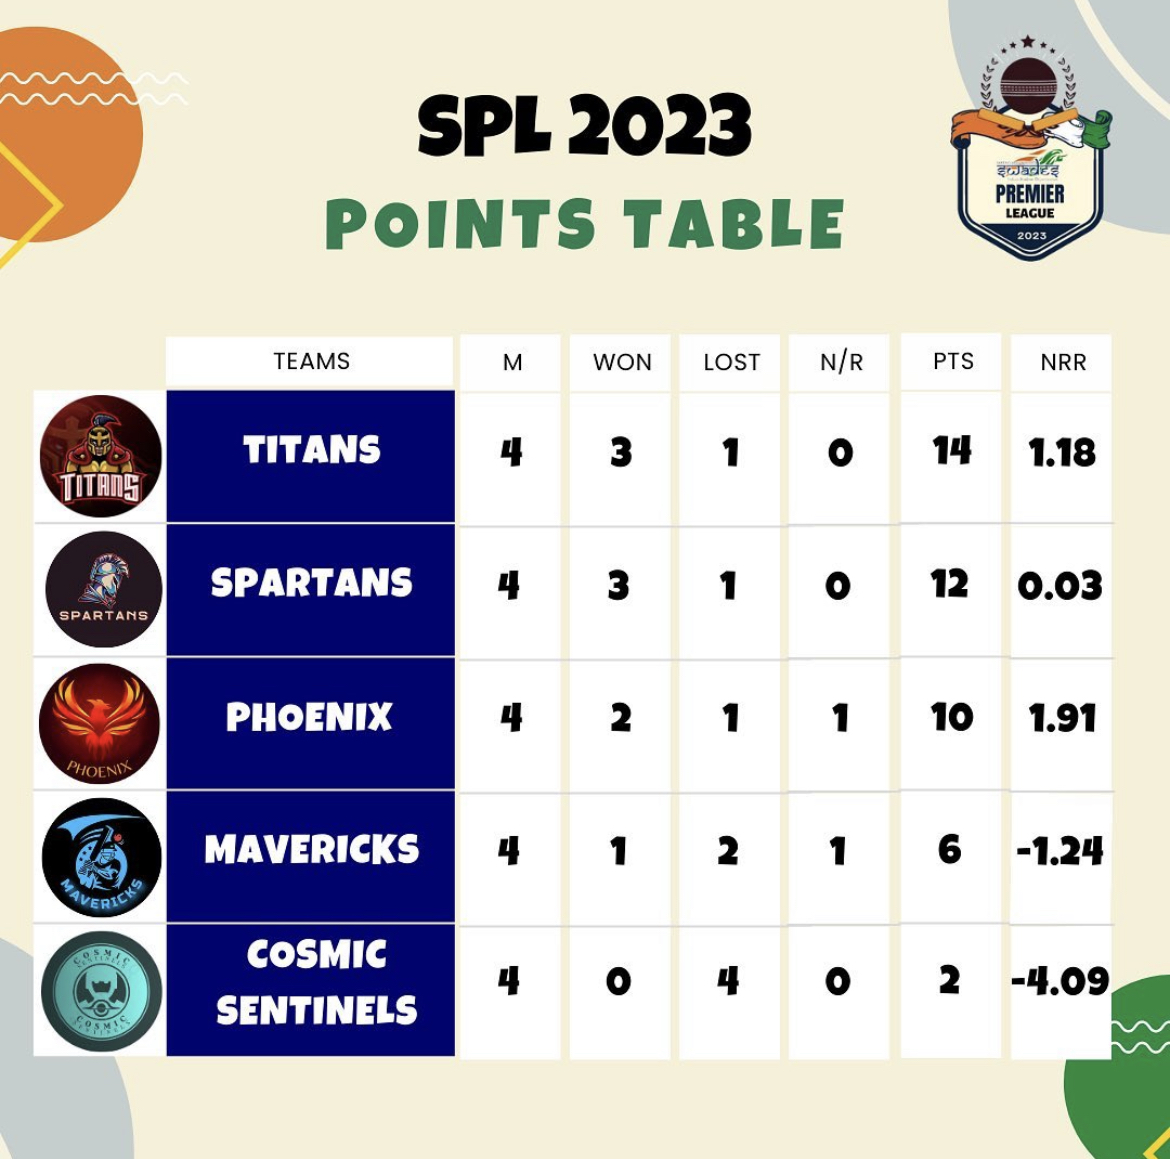 SPL 2023
POINTS TABLE
swades
PREMIER
LEAGUE
2023
TEAMS M WON LOST N/R PTS NRR
TITANS
TITANS 4 3 1 0 14 1.18
SPARTANS
SPARTANS 4 3 1 0 12 0.03
PHOENIX
PHOENIX 4 2 1 1 10 1.91
MAVERICKS
MAVERICKS 4 1 2 1 6 -1.24
COSMIC
SENTINELS
COSMIC
SENTINELS
COSMIC
SENTINELS 4 0 4 0 2 -4.09